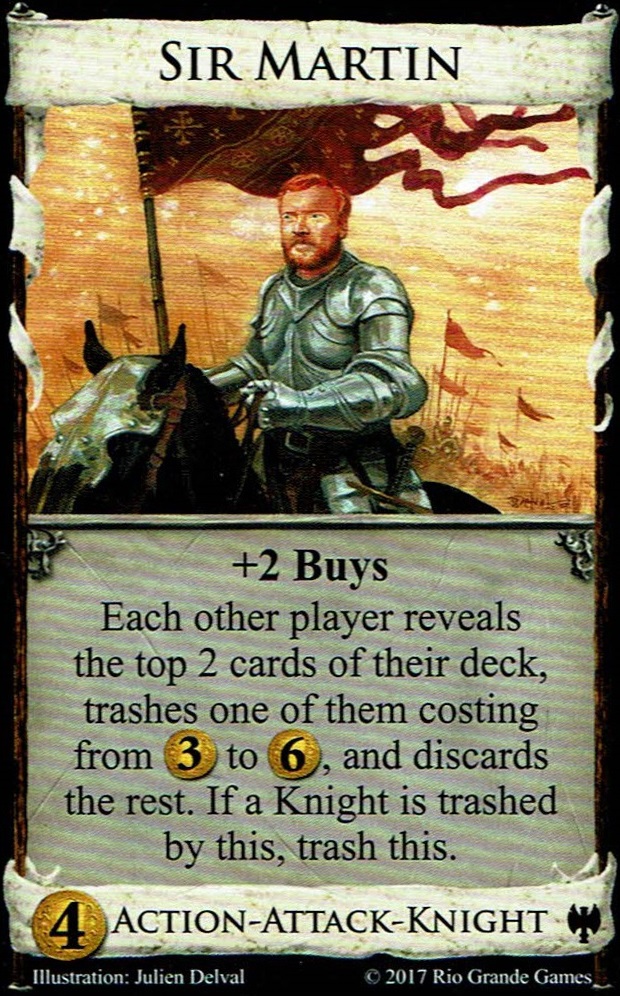 SIR MARTIN
+2 Buys
Each other player reveals
the top 2 cards of their deck,
trashes one of them costing
from 3 to 6, and discards
the rest. If a Knight is trashed
by this, trash this.
4 ACTION-ATTACK-KNIGHT
Illustration: Julien Delval © 2017 Rio Grande Games